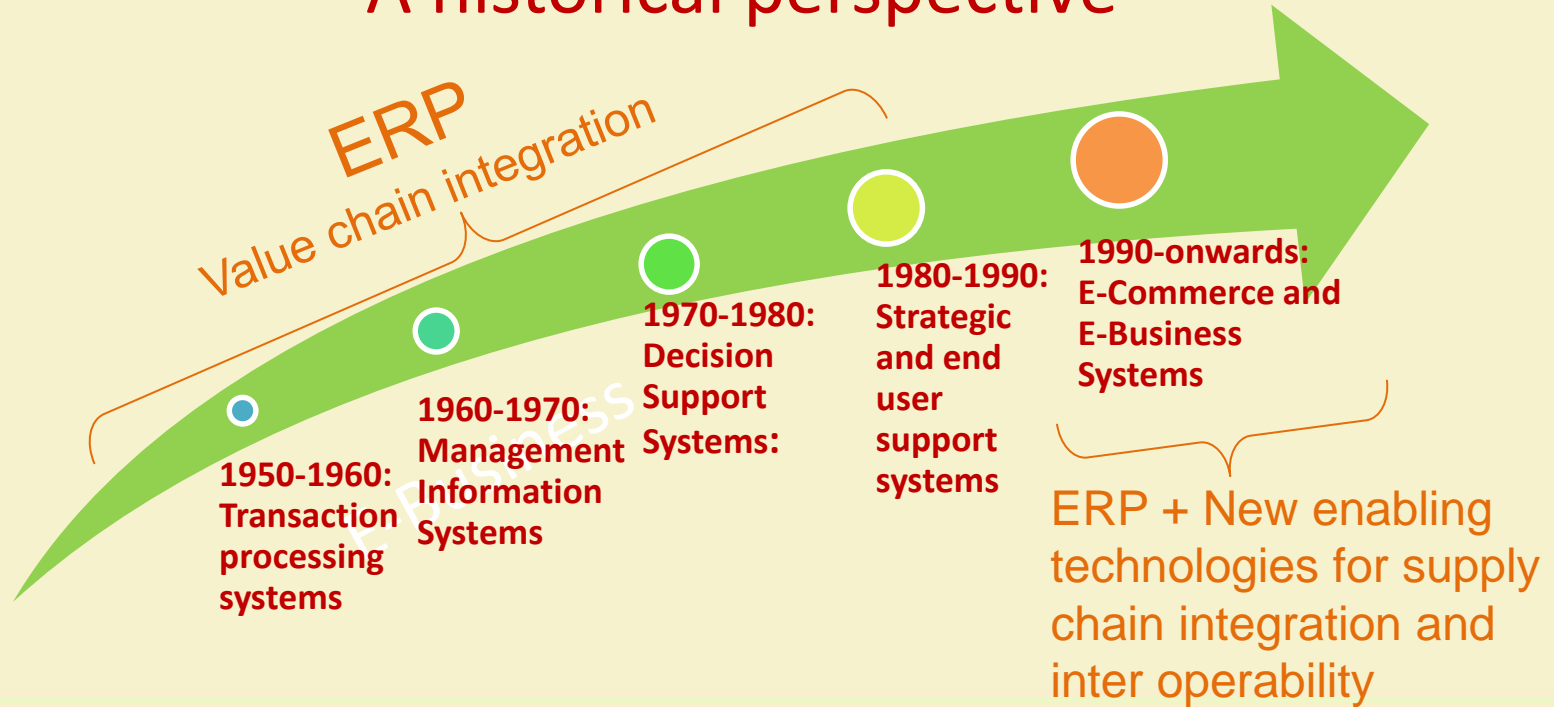 A historical perspective
ERP
Value chain integration
1950-1960:
Transaction
processing
systems
1960-1970:
Management
Information
Systems
1970-1980:
Decision
Support
Systems:
1980-1990:
Strategic
and end
user
support
systems
1990-onwards:
E-Commerce and
E-Business
Systems
E-Business
ERP + New enabling
technologies for supply
chain integration and
inter operability